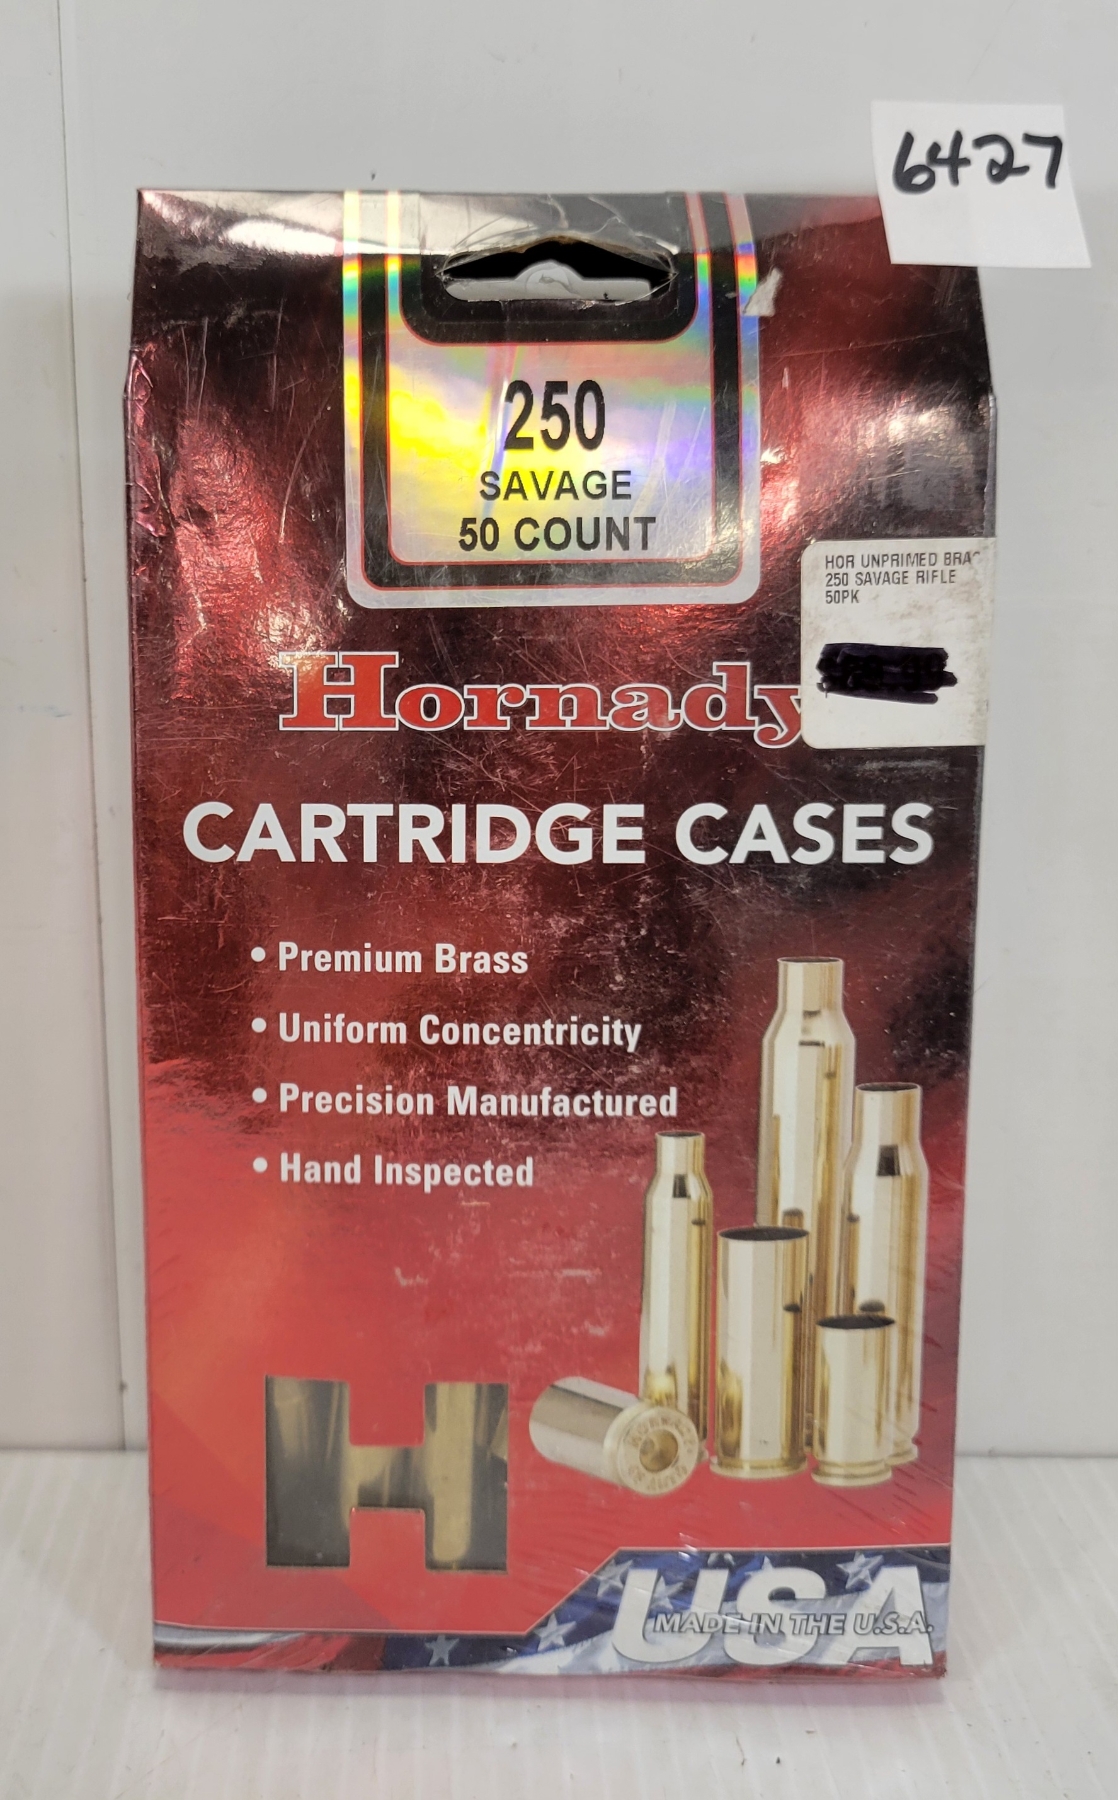 6427
250
SAVAGE
50 COUNT
HOR UNPRIMED BRA
250 SAVAGE RIFLE
50PK
Hornady
CARTRIDGE CASES
• Premium Brass
• Uniform Concentricity
• Precision Manufactured
• Hand Inspected
H
USA
MADE IN THE U.S.A.